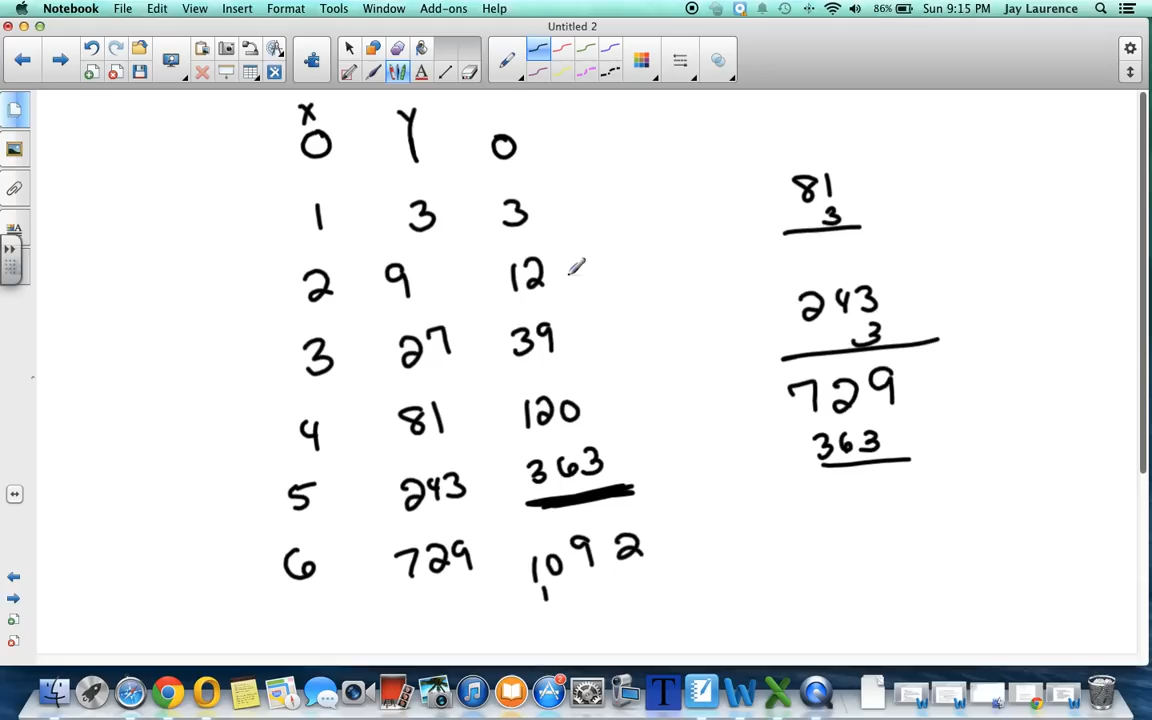 Notebook File Edit View Insert Format Tools Window Add-ons Help 86% Sun 9:15 PM Jay Laurence
Untitled 2
X Y
0 0
1 3 3
2 9 12
3 27 39
4 81 120
5 243 363
6 729 1092
1
81
3
243
3
729
363